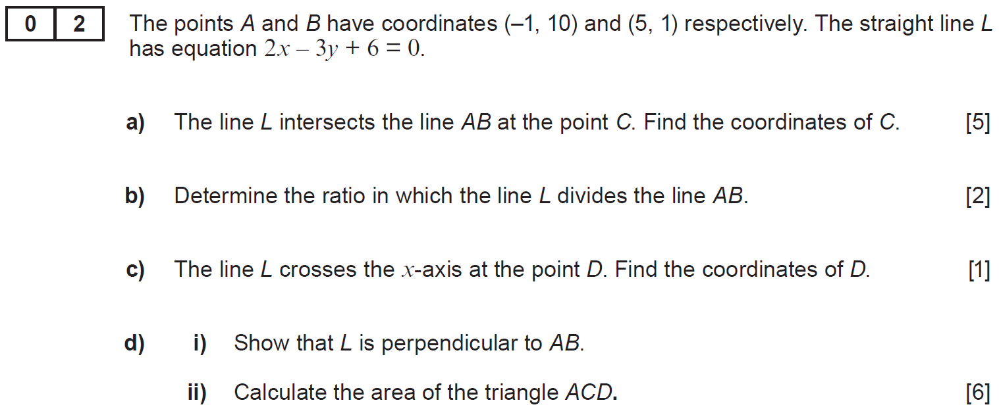 0 2 The points A and B have coordinates (–1, 10) and (5, 1) respectively. The straight line L
has equation 2x – 3y + 6 = 0.
a) The line L intersects the line AB at the point C. Find the coordinates of C. [5]
b) Determine the ratio in which the line L divides the line AB. [2]
c) The line L crosses the x-axis at the point D. Find the coordinates of D. [1]
d) i) Show that L is perpendicular to AB.
ii) Calculate the area of the triangle ACD. [6]